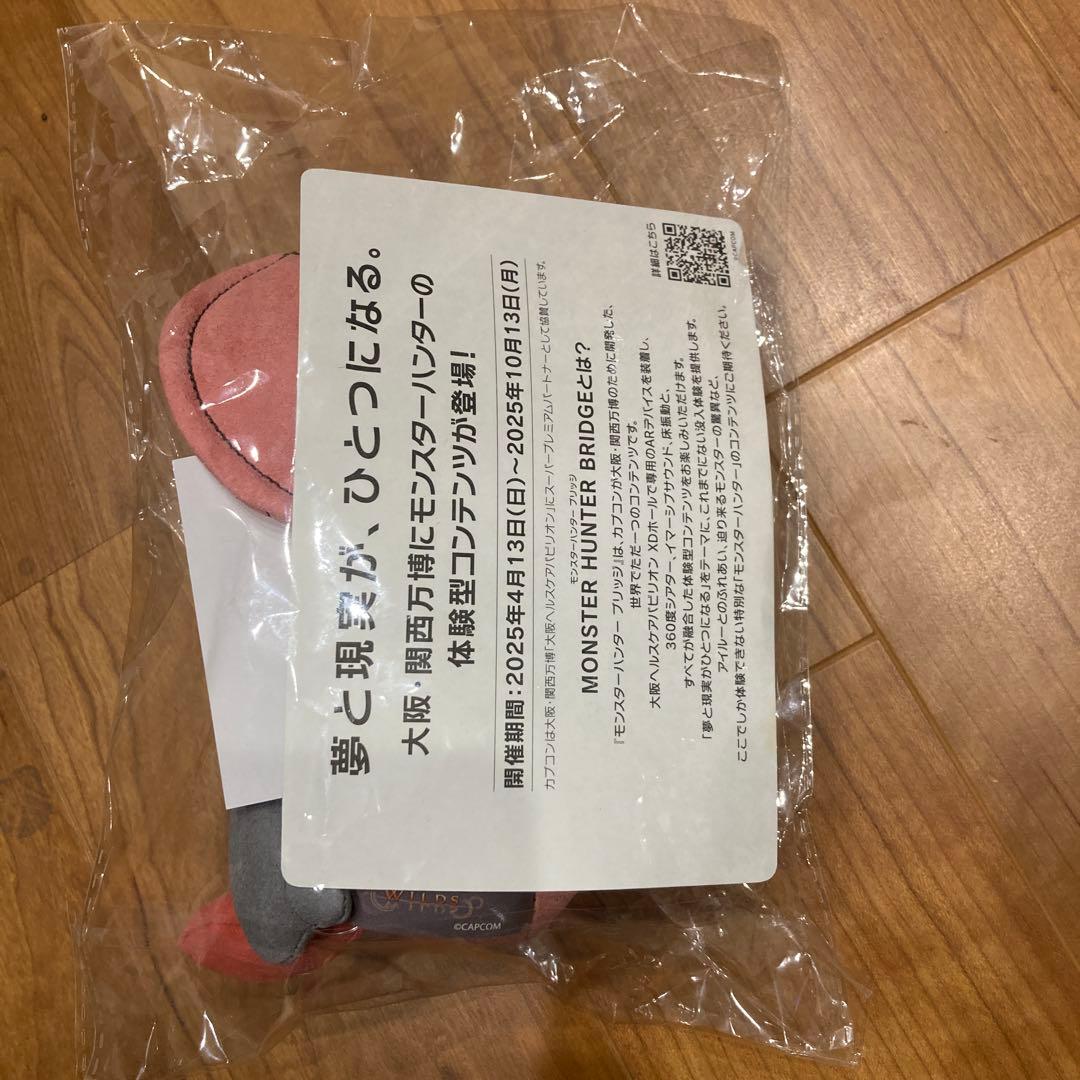 夢と現実が、ひとつになる。
大阪・関西万博にモンスターハンターの
体験型コンテンツが登場!
開催期間:2025年4月13日(日)~2025年10月13日(月)
カプコンは大阪・関西万博「大阪ヘルスケアパビリオン」にスーパープレミアムパートナーとして協賛しています。
モンスターハンター ブリッジ
MONSTER HUNTER BRIDGEとは?
『モンスターハンター ブリッジ』は、カプコンが大阪・関西万博のために開発した、
世界でただ一つのコンテンツです。
大阪ヘルスケアパビリオン XDホールで専用のARデバイスを装着し、
360度シアター、イマーシブサウンド、床振動と、
すべてが融合した体験型コンテンツをお楽しみいただけます。
「夢と現実がひとつになる」をテーマに、これまでにない没入体験を提供します。
アイルーとのふれあい、迫り来るモンスターの驚異など、
ここでしか体験できない特別な「モンスターハンター」のコンテンツにご期待ください。
詳細はこちら
©CAPCOM
WILDS
©CAPCOM